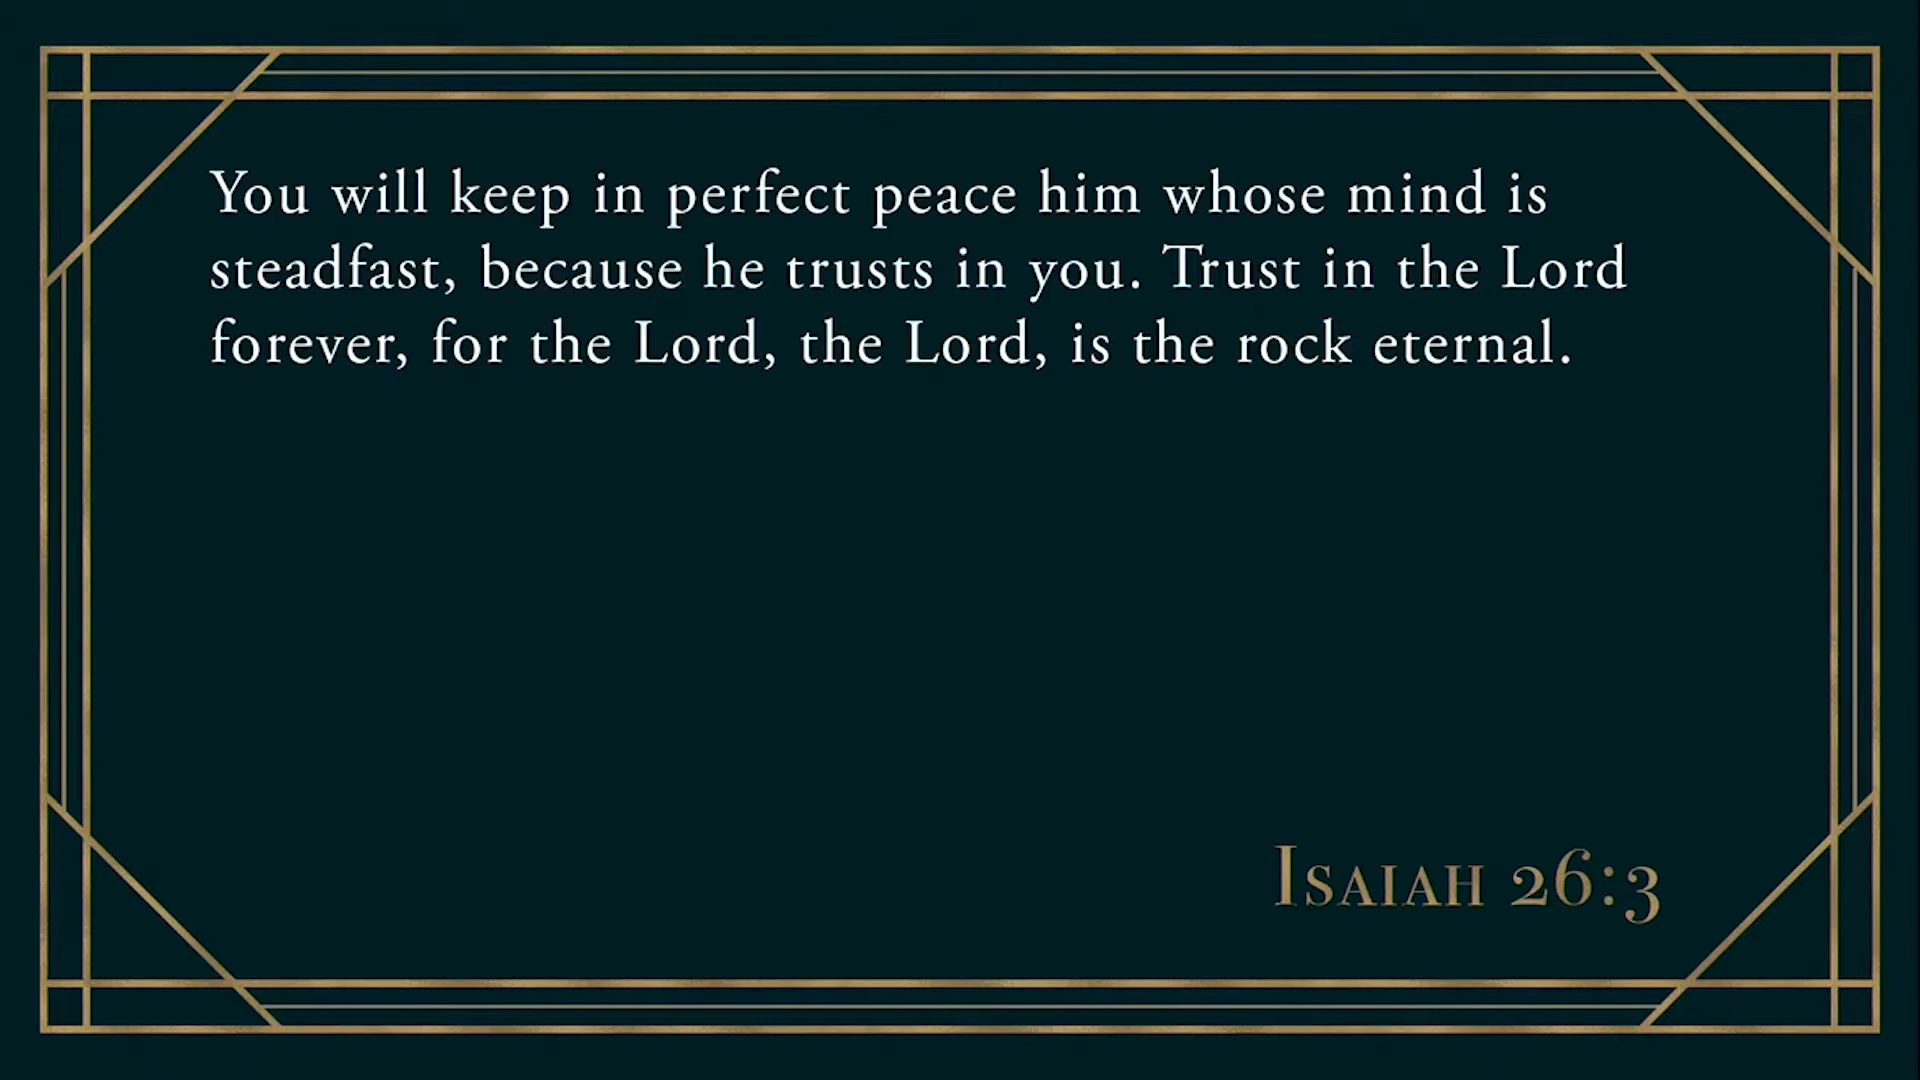 You will keep in perfect peace him whose mind is
steadfast, because he trusts in you. Trust in the Lord
forever, for the Lord, the Lord, is the rock eternal.
Isaiah 26:3